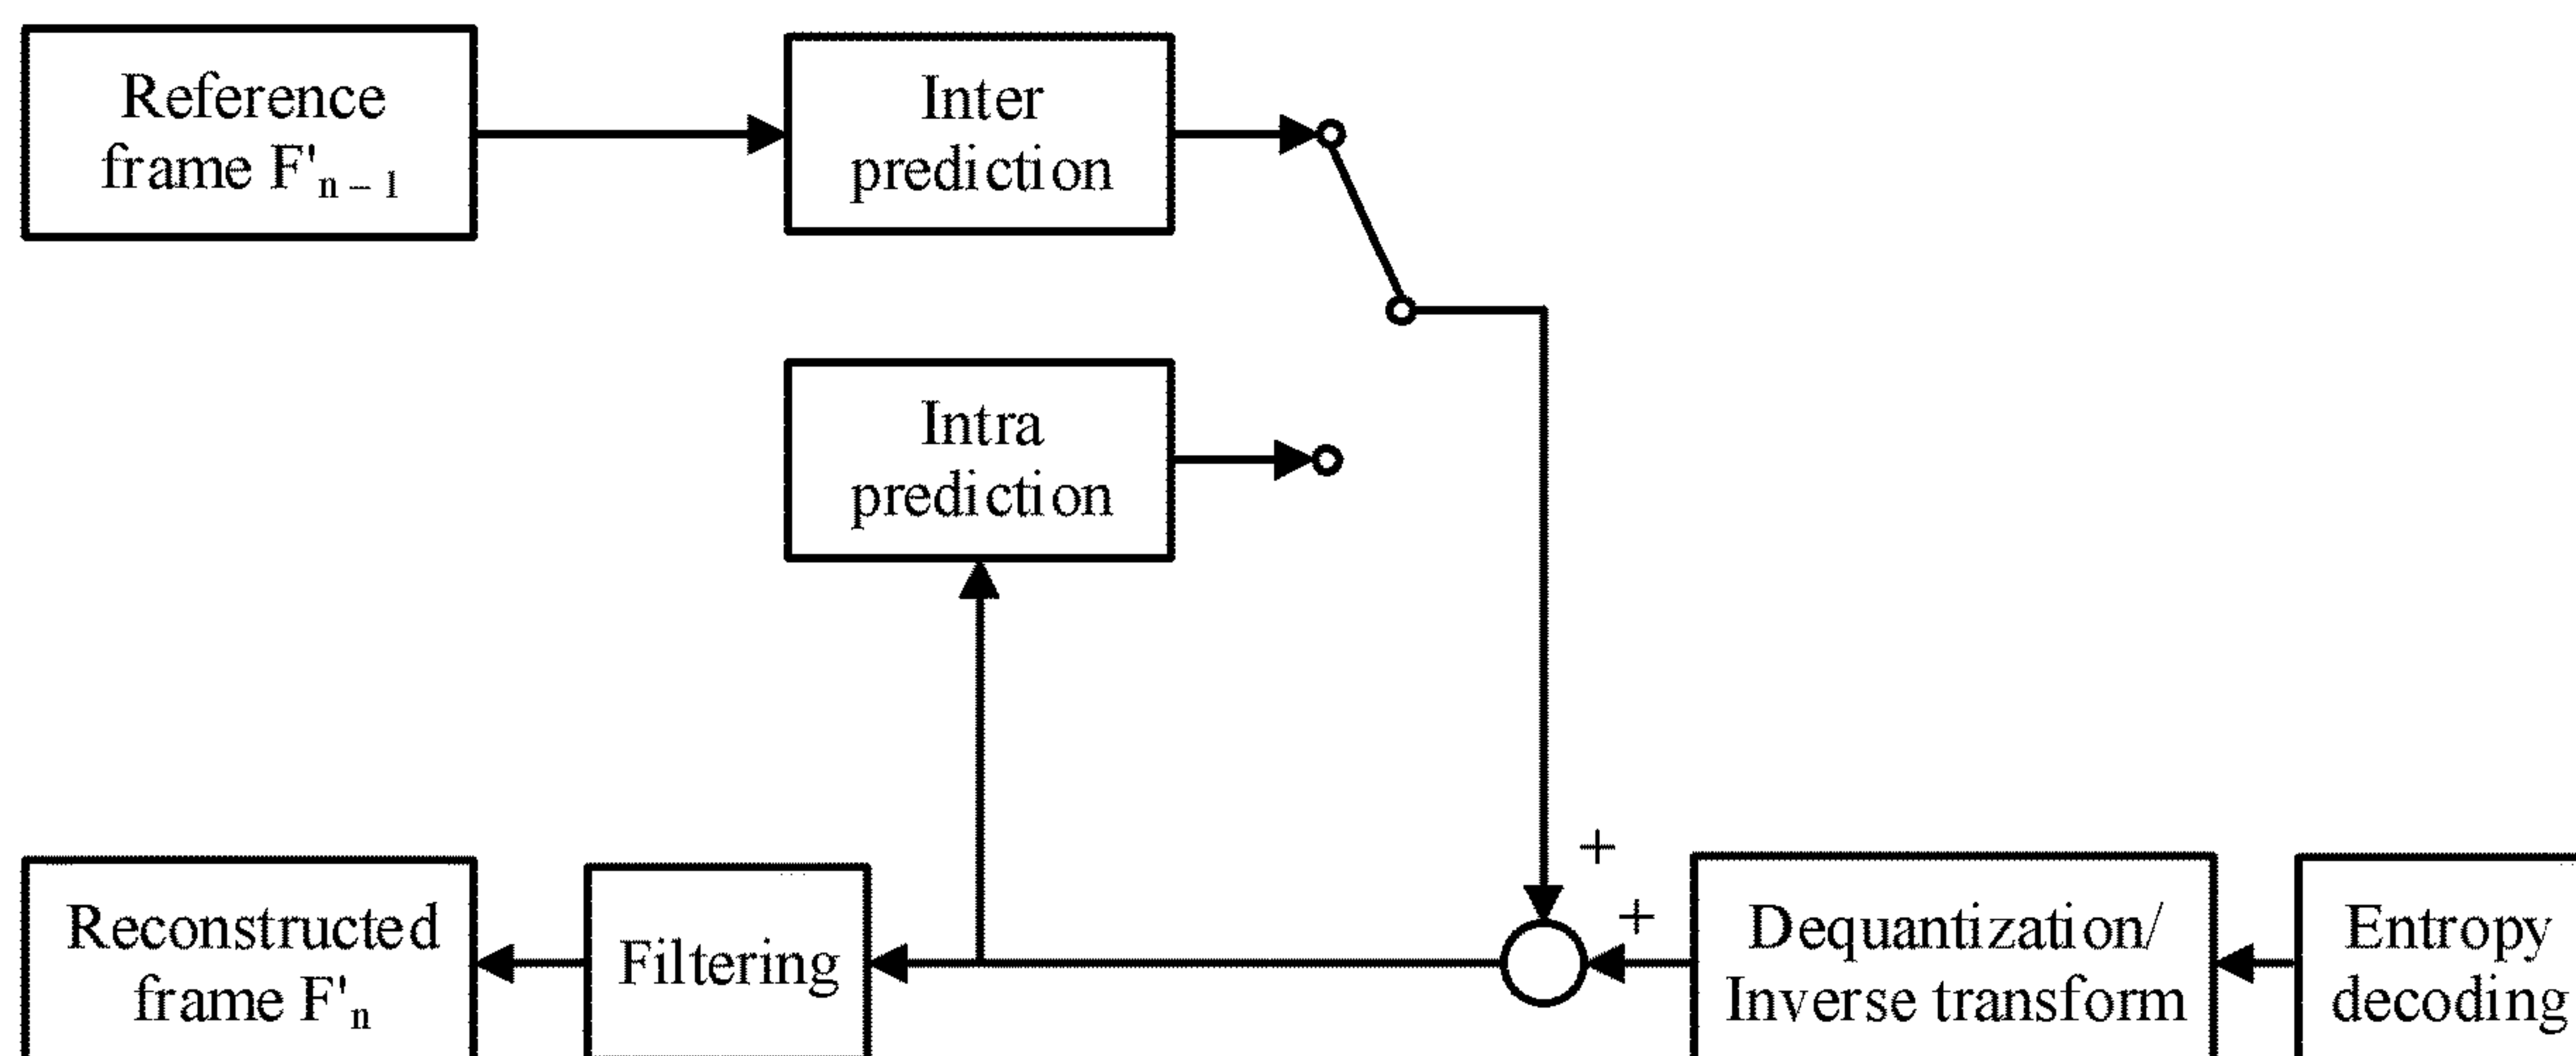 Reference
frame F'n – 1
Inter
prediction
Intra
prediction
+
+
Reconstructed
frame F'n
Filtering
Dequantization/
Inverse transform
Entropy
decoding